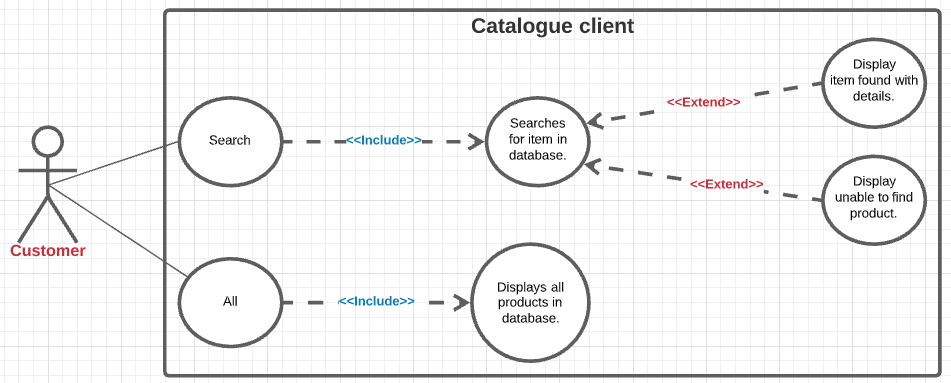 Catalogue client
Display
item found with
details.
<<Extend>>
Searches
for item in
database.
Search
<<Include>>
<<Extend>>
Display
unable to find
product.
Customer
All
<<Include>>
Displays all
products in
database.